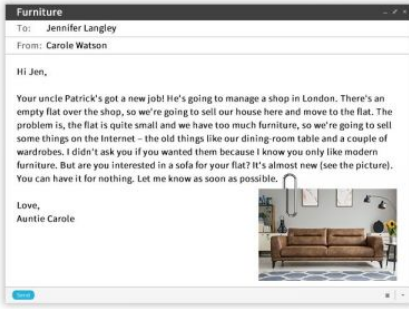 Furniture
To: Jennifer Langley
From: Carole Watson
Hi Jen,
Your uncle Patrick's got a new job! He's going to manage a shop in London. There's an
empty flat over the shop, so we're going to sell our house here and move to the flat. The
problem is, the flat is quite small and we have too much furniture, so we're going to sell
some things on the Internet – the old things like our dining-room table and a couple of
wardrobes. I didn't ask you if you wanted them because I know you only like modern
furniture. But are you interested in a sofa for your flat? It's almost new (see the picture).
You can have it for nothing. Let me know as soon as possible.
Love,
Auntie Carole
Send